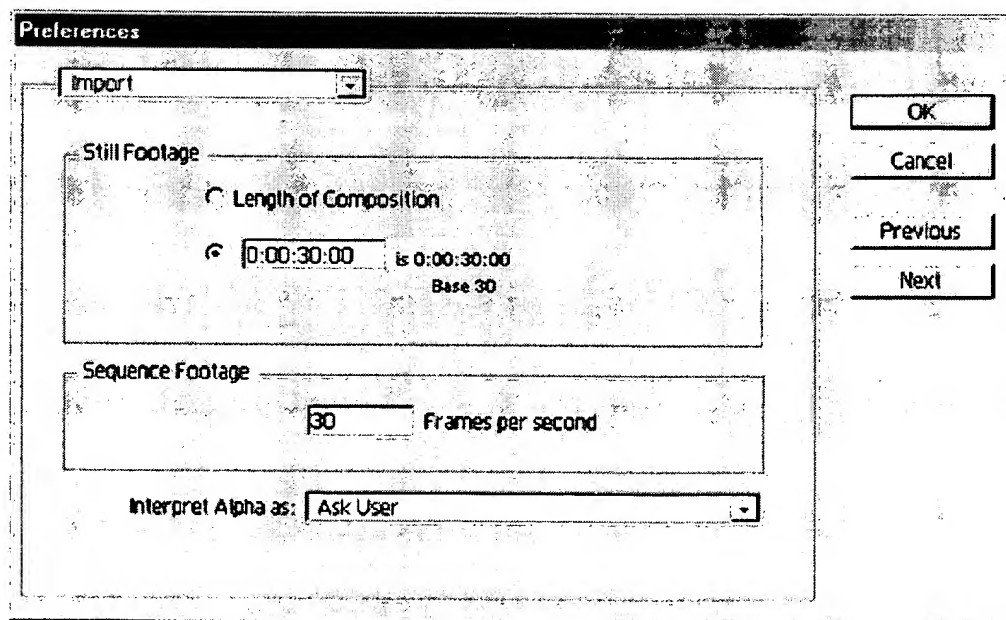 Preferences
Import
OK
Still Footage
Cancel
Length of Composition
Previous
0:00:30:00 is 0:00:30:00
Base 30
Next
Sequence Footage
30 Frames per second
Interpret Alpha as: Ask User